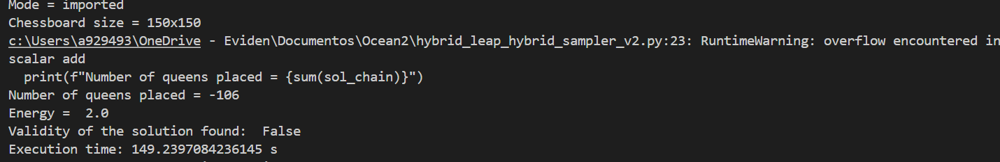 Mode = imported
Chessboard size = 150x150
c:\Users\a929493\OneDrive - Eviden\Documentos\Ocean2\hybrid_leap_hybrid_sampler_v2.py:23: RuntimeWarning: overflow encountered in
scalar add
  print(f"Number of queens placed = {sum(sol_chain)}")
Number of queens placed = -106
Energy =  2.0
Validity of the solution found:  False
Execution time: 149.2397084236145 s